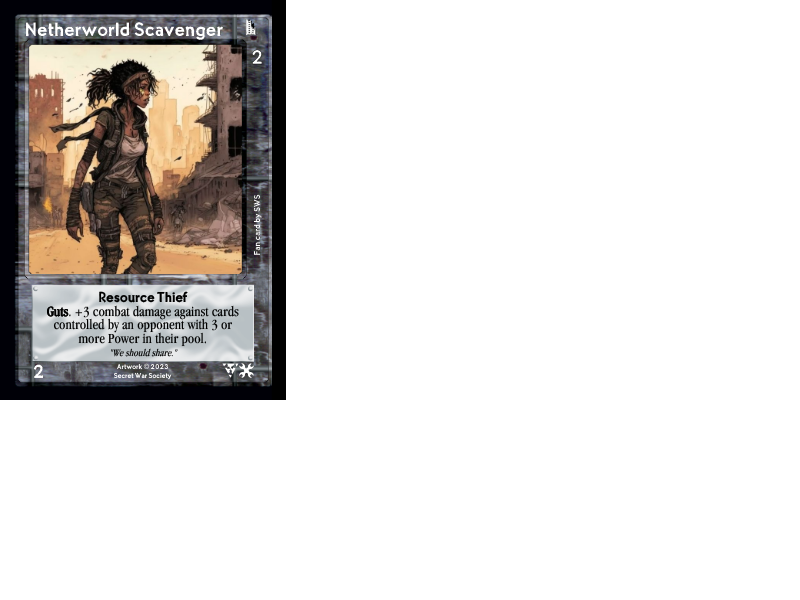 Netherworld Scavenger
2
Fan card by SWS
Resource Thief
Guts. +3 combat damage against cards
controlled by an opponent with 3 or
more Power in their pool.
"We should share."
2
Artwork © 2023
Secret War Society